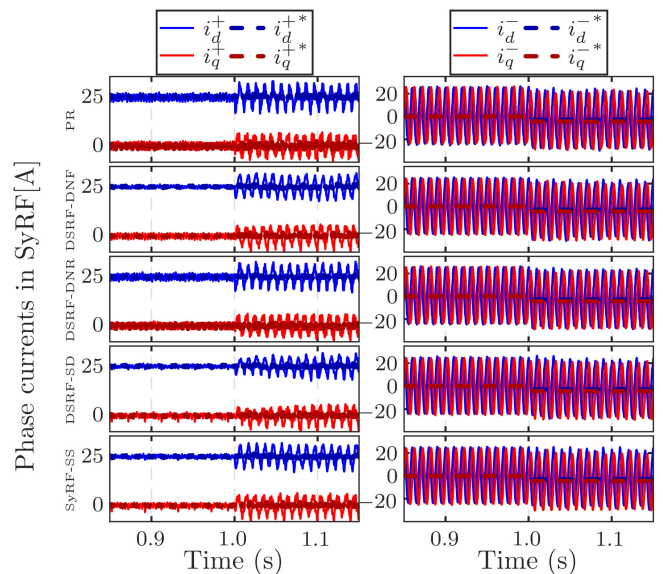 i_d^+ i_d^{+*}
i_q^+ i_q^{+*}
i_d^- i_d^{-*}
i_q^- i_q^{-*}
Phase currents in SyRF[A]
PR
25
0
20
0
-20
DSRF-DNF
25
0
20
0
-20
DSRF-DNR
25
0
20
0
-20
DSRF-SD
25
0
20
0
-20
SyRF-SS
25
0
20
0
-20
0.9 1.0 1.1
0.9 1.0 1.1
Time (s)
Time (s)